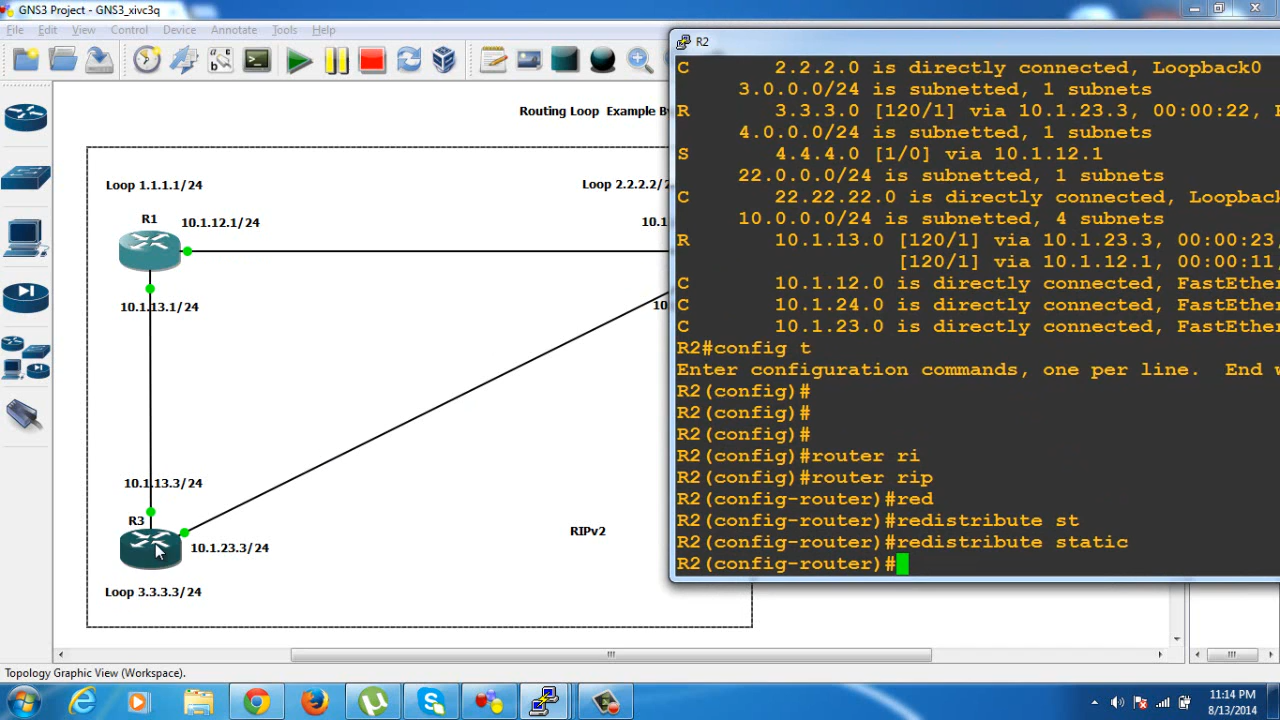 GNS3 Project - GNS3_xivc3q
File Edit View Control Device Annotate Tools Help
Routing Loop Example B
Loop 1.1.1.1/24
Loop 2.2.2.2/2
R1
10.1.12.1/24
10.1
10.1.13.1/24
10
10.1.13.3/24
R3
10.1.23.3/24
RIPv2
Loop 3.3.3.3/24
R2
C 2.2.2.0 is directly connected, Loopback0
3.0.0.0/24 is subnetted, 1 subnets
R 3.3.3.0 [120/1] via 10.1.23.3, 00:00:22,
4.0.0.0/24 is subnetted, 1 subnets
S 4.4.4.0 [1/0] via 10.1.12.1
22.0.0.0/24 is subnetted, 1 subnets
C 22.22.22.0 is directly connected, Loopback
10.0.0.0/24 is subnetted, 4 subnets
R 10.1.13.0 [120/1] via 10.1.23.3, 00:00:23,
[120/1] via 10.1.12.1, 00:00:11,
C 10.1.12.0 is directly connected, FastEther
C 10.1.24.0 is directly connected, FastEther
C 10.1.23.0 is directly connected, FastEther
R2#config t
Enter configuration commands, one per line. End w
R2(config)#
R2(config)#
R2(config)#
R2(config)#router ri
R2(config)#router rip
R2(config-router)#red
R2(config-router)#redistribute st
R2(config-router)#redistribute static
R2(config-router)#
Topology Graphic View (Workspace).
11:14 PM
8/13/2014